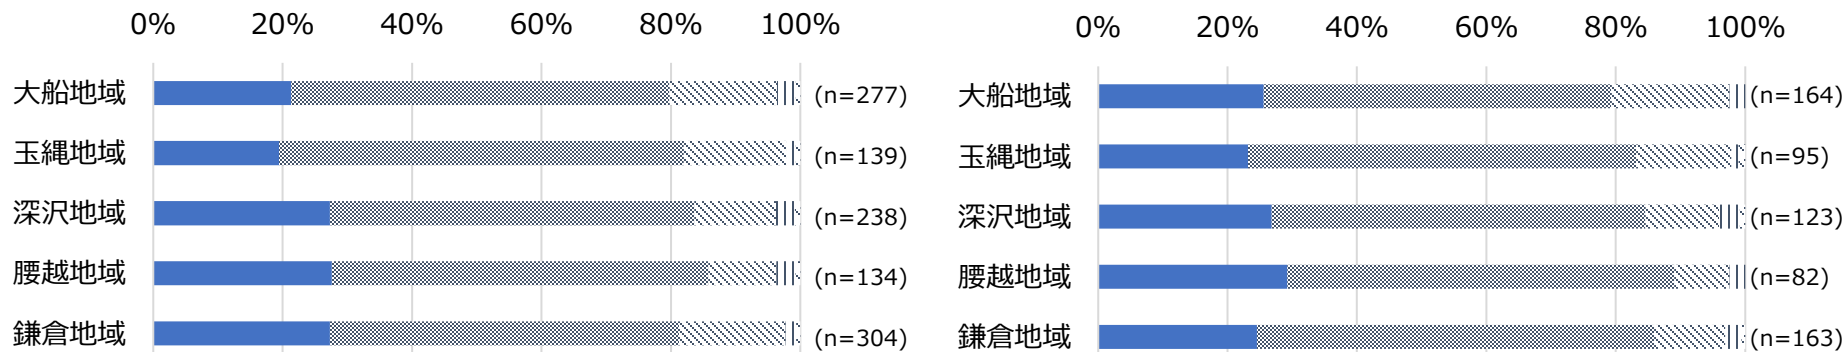 0% 20% 40% 60% 80% 100%
大船地域 (n=277)
玉縄地域 (n=139)
深沢地域 (n=238)
腰越地域 (n=134)
鎌倉地域 (n=304)
0% 20% 40% 60% 80% 100%
大船地域 (n=164)
玉縄地域 (n=95)
深沢地域 (n=123)
腰越地域 (n=82)
鎌倉地域 (n=163)